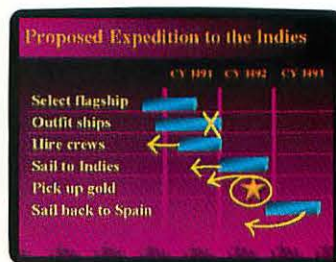 Proposed Expedition to the Indies
CY 1491 CY 1492 CY 1493
Select flagship
Outfit ships
Hire crews
Sail to Indies
Pick up gold
Sail back to Spain